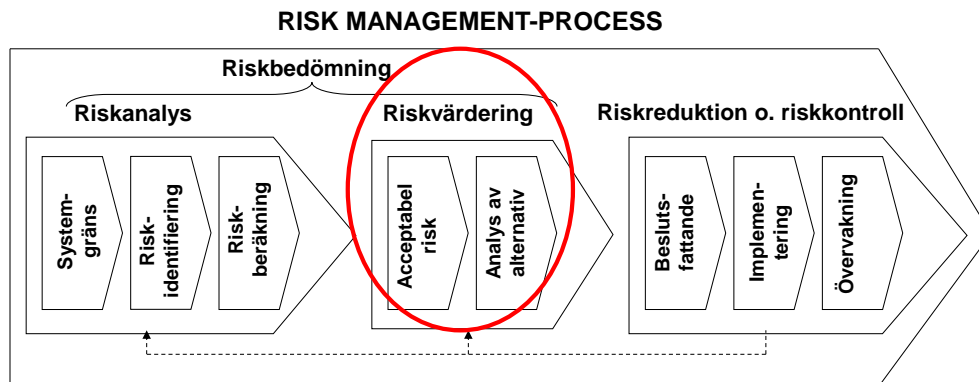 RISK MANAGEMENT-PROCESS
Riskbedömning
Riskanalys
Riskvärdering
Riskreduktion o. riskkontroll
System-
gräns
Risk-
identifiering
Risk-
beräkning
Acceptabel
risk
Analys av
alternativ
Besluts-
fattande
Implemen-
tering
Övervakning